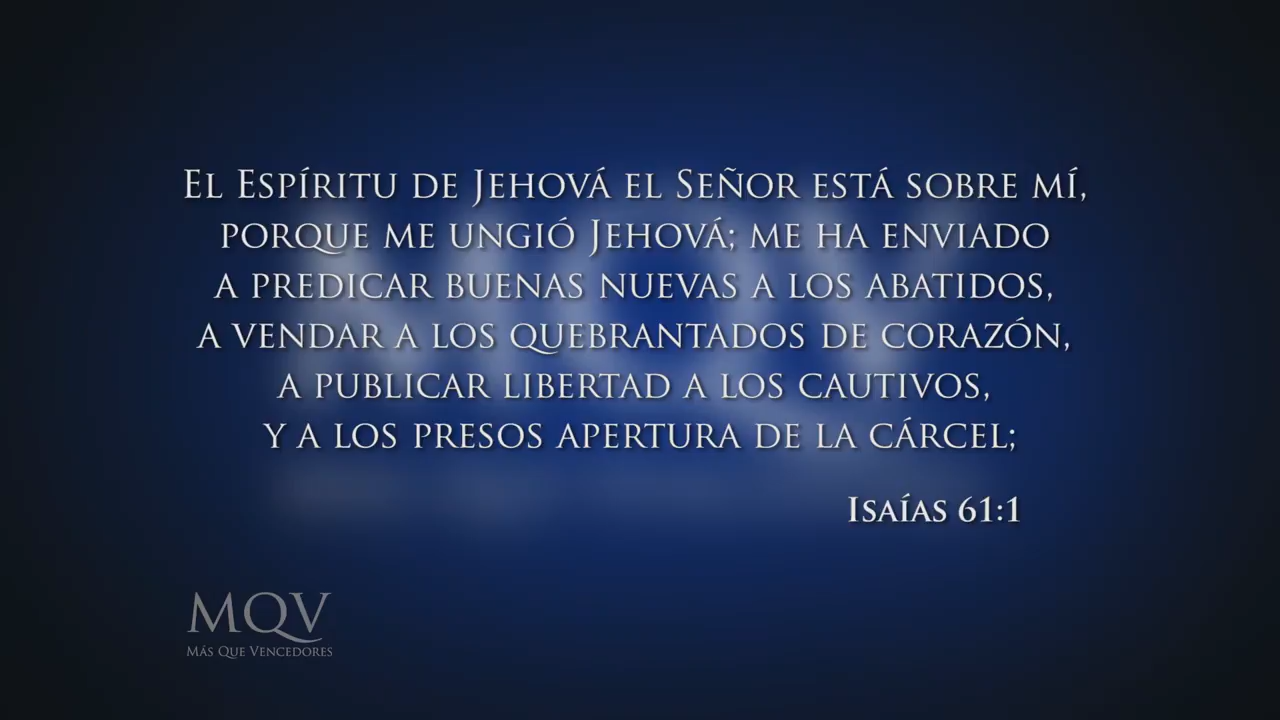 El Espíritu de Jehová el Señor está sobre mí,
porque me ungió Jehová; me ha enviado
a predicar buenas nuevas a los abatidos,
a vendar a los quebrantados de corazón,
a publicar libertad a los cautivos,
y a los presos apertura de la cárcel;
Isaías 61:1
MQV
Más Que Vencedores